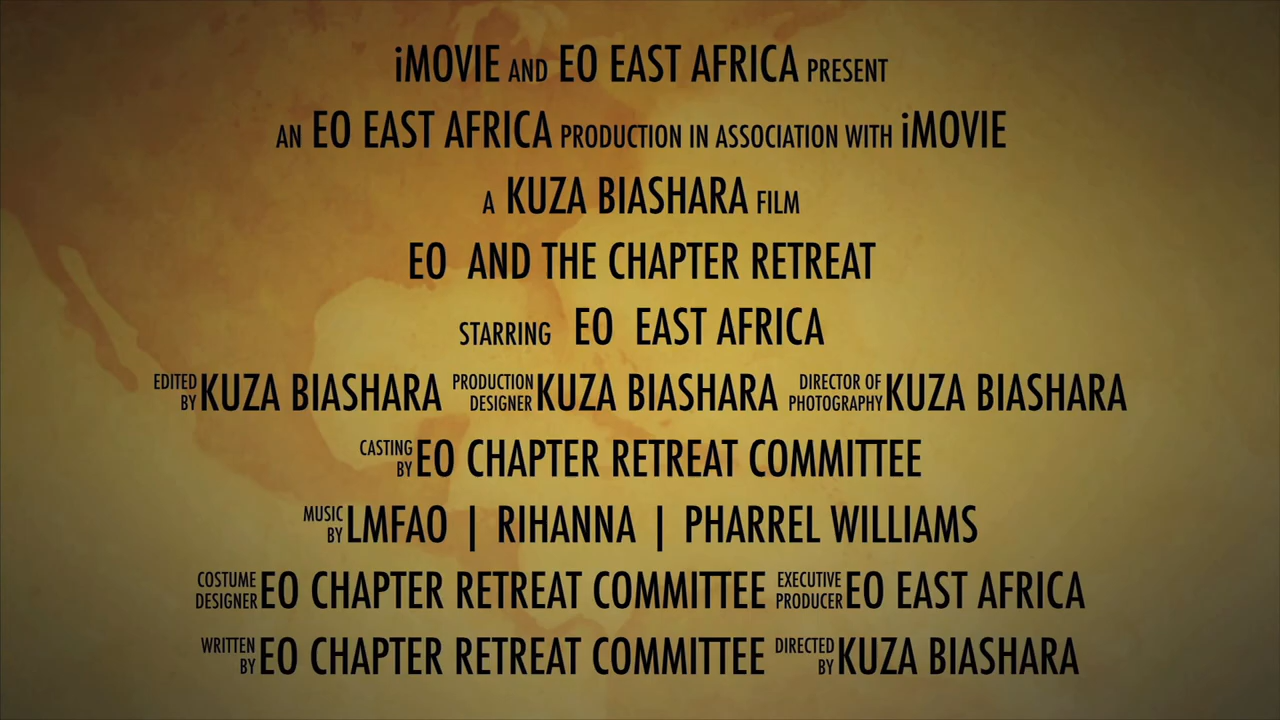 iMOVIE AND EO EAST AFRICA PRESENT
AN EO EAST AFRICA PRODUCTION IN ASSOCIATION WITH iMOVIE
A KUZA BIASHARA FILM
EO AND THE CHAPTER RETREAT
STARRING EO EAST AFRICA
EDITED BY KUZA BIASHARA PRODUCTION DESIGNER KUZA BIASHARA DIRECTOR OF PHOTOGRAPHY KUZA BIASHARA
CASTING BY EO CHAPTER RETREAT COMMITTEE
MUSIC BY LMFAO | RIHANNA | PHARREL WILLIAMS
COSTUME DESIGNER EO CHAPTER RETREAT COMMITTEE EXECUTIVE PRODUCER EO EAST AFRICA
WRITTEN BY EO CHAPTER RETREAT COMMITTEE DIRECTED BY KUZA BIASHARA